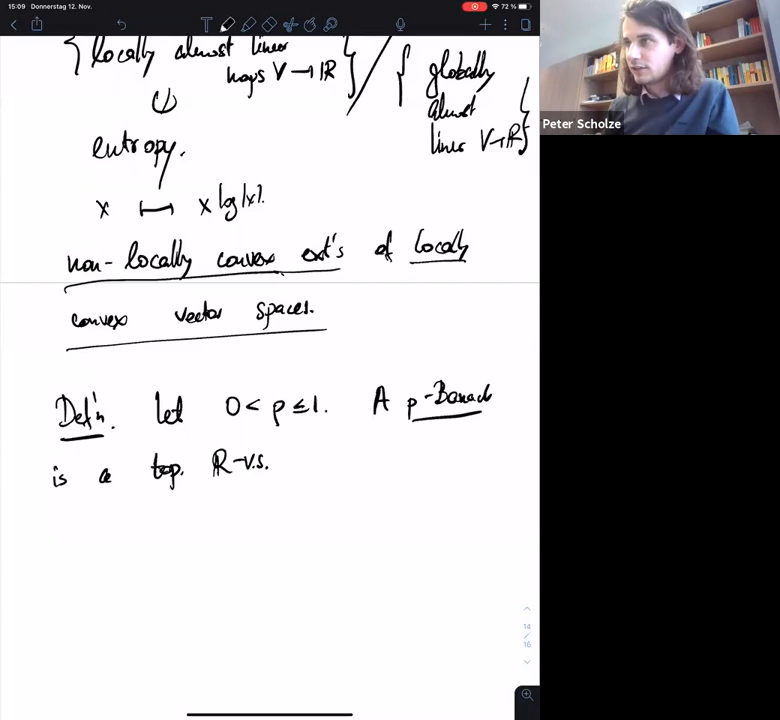 15:09 Donnerstag 12. Nov.
72 %
{ locally almost linear
maps V → ℝ } / { globally
almost
linear V → ℝ }
entropy.
x ↦ x log |x|.
non-locally convex ext's of locally
convex vector spaces.
Def'n. Let 0 < p ≤ 1. A p-Banach
is a top. ℝ-v.s.
14
/
16
Peter Scholze